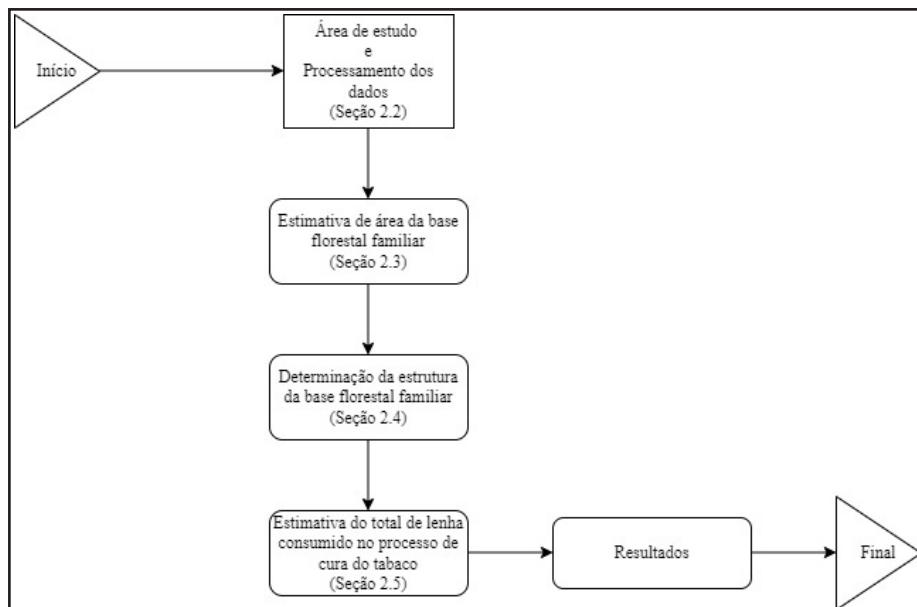 Início
Área de estudo
e
Processamento dos
dados
(Seção 2.2)
Estimativa de área da base
florestal familiar
(Seção 2.3)
Determinação da estrutura
da base florestal familiar
(Seção 2.4)
Estimativa do total de lenha
consumido no processo de
cura do tabaco
(Seção 2.5)
Resultados
Final